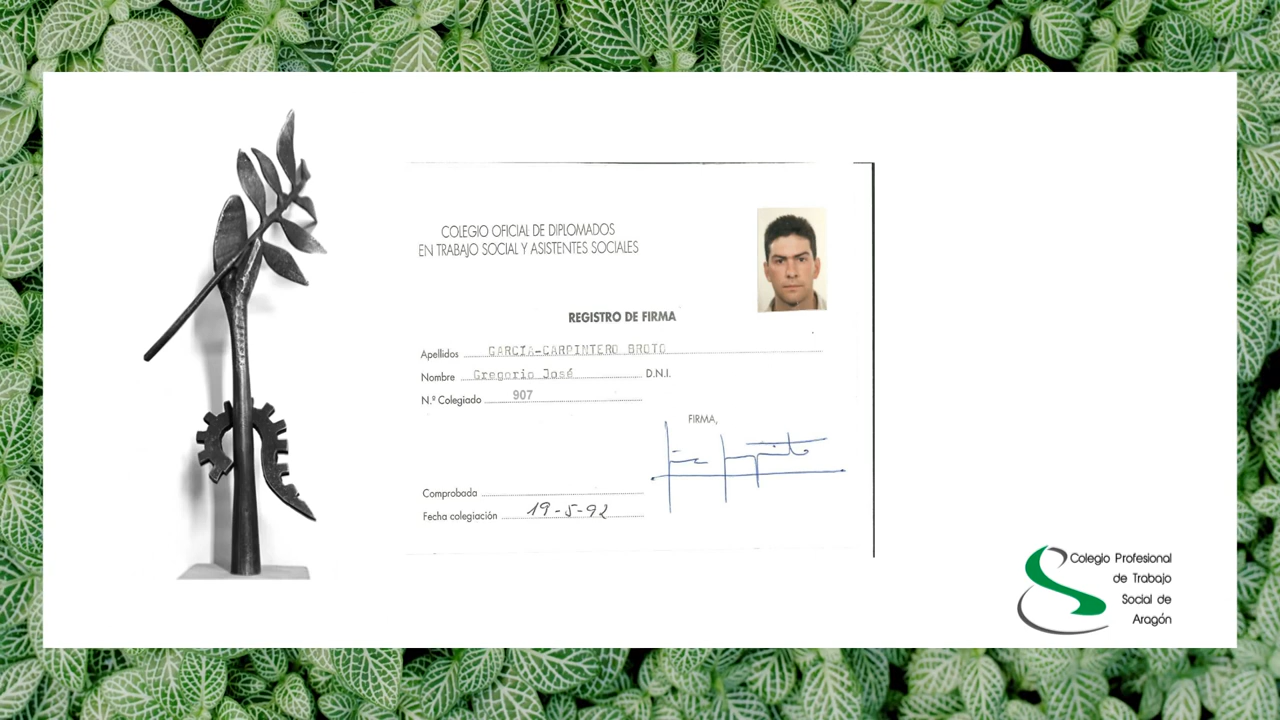 COLEGIO OFICIAL DE DIPLOMADOS
EN TRABAJO SOCIAL Y ASISTENTES SOCIALES
REGISTRO DE FIRMA
Apellidos GARCÍA-CARPINTERO BROTO
Nombre Gregorio José D.N.I.
N.º Colegiado 907
FIRMA,
Comprobada
Fecha colegiación 19-5-92
Colegio Profesional
de Trabajo
Social de
Aragón